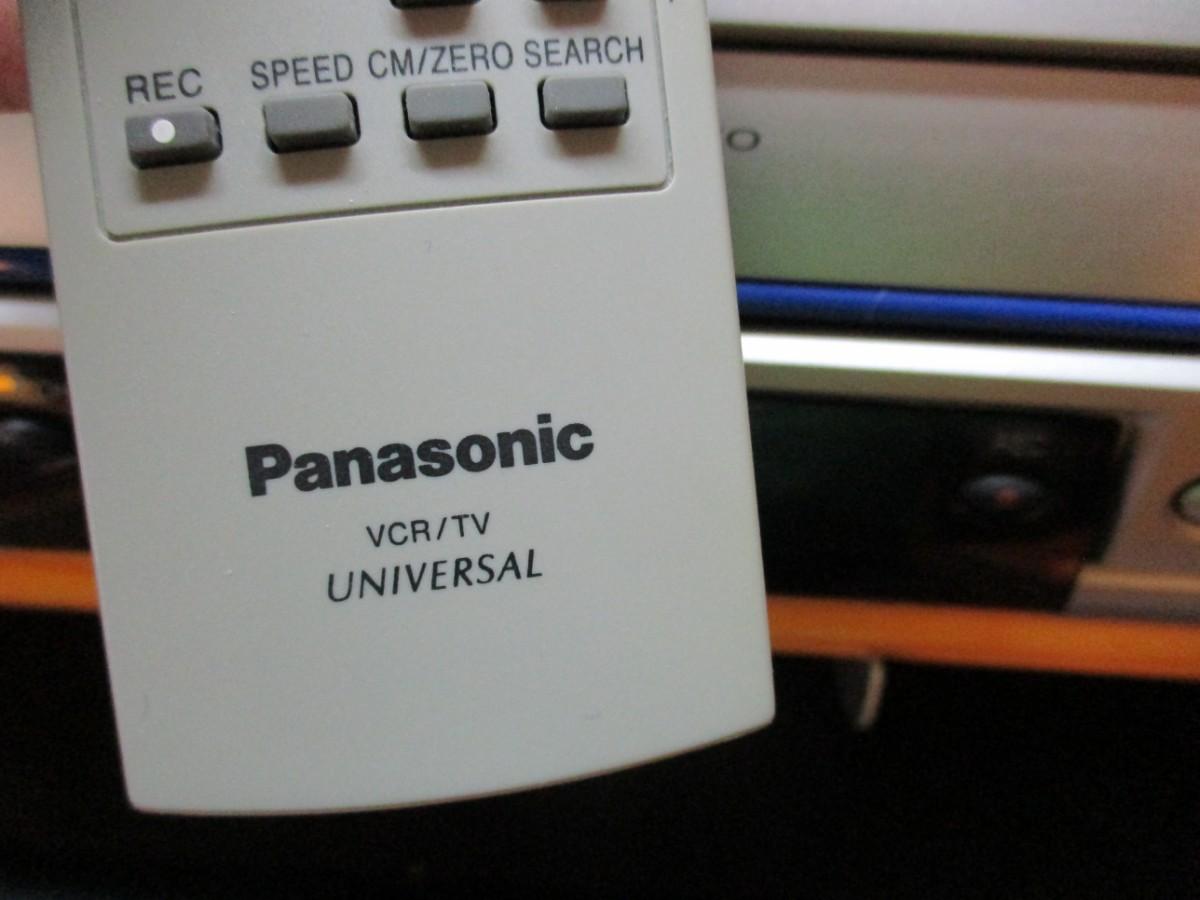 REC SPEED CM/ZERO SEARCH
Panasonic
VCR/TV
UNIVERSAL